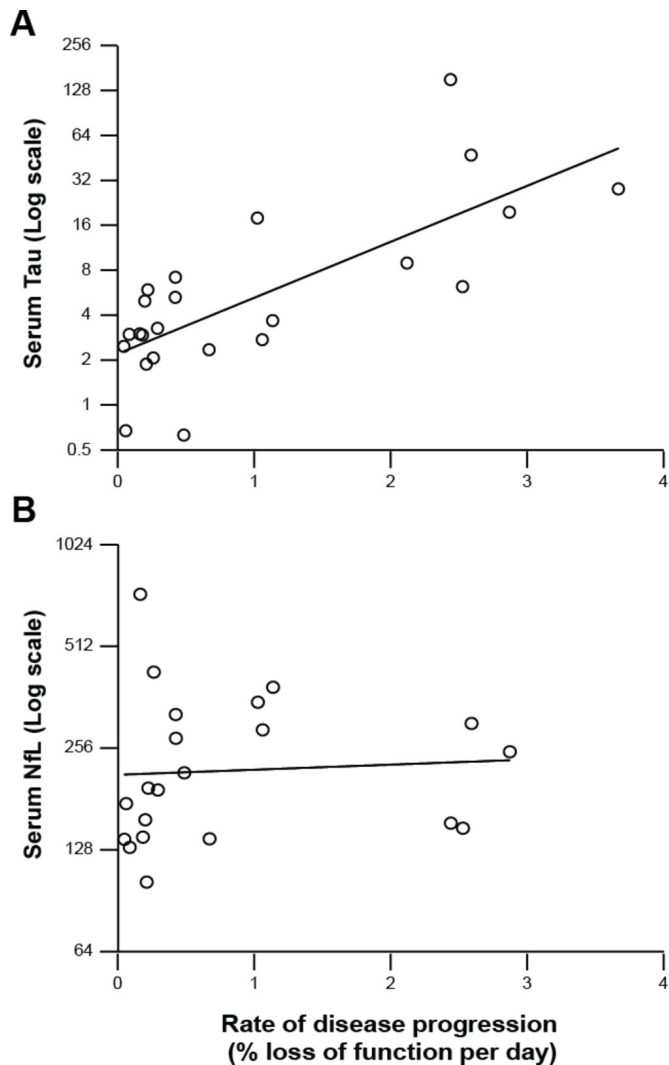 A
256
128
64
32
16
8
4
2
1
0.5
Serum Tau (Log scale)
0 1 2 3 4
B
1024
512
256
128
64
Serum NfL (Log scale)
0 1 2 3 4
Rate of disease progression
(% loss of function per day)